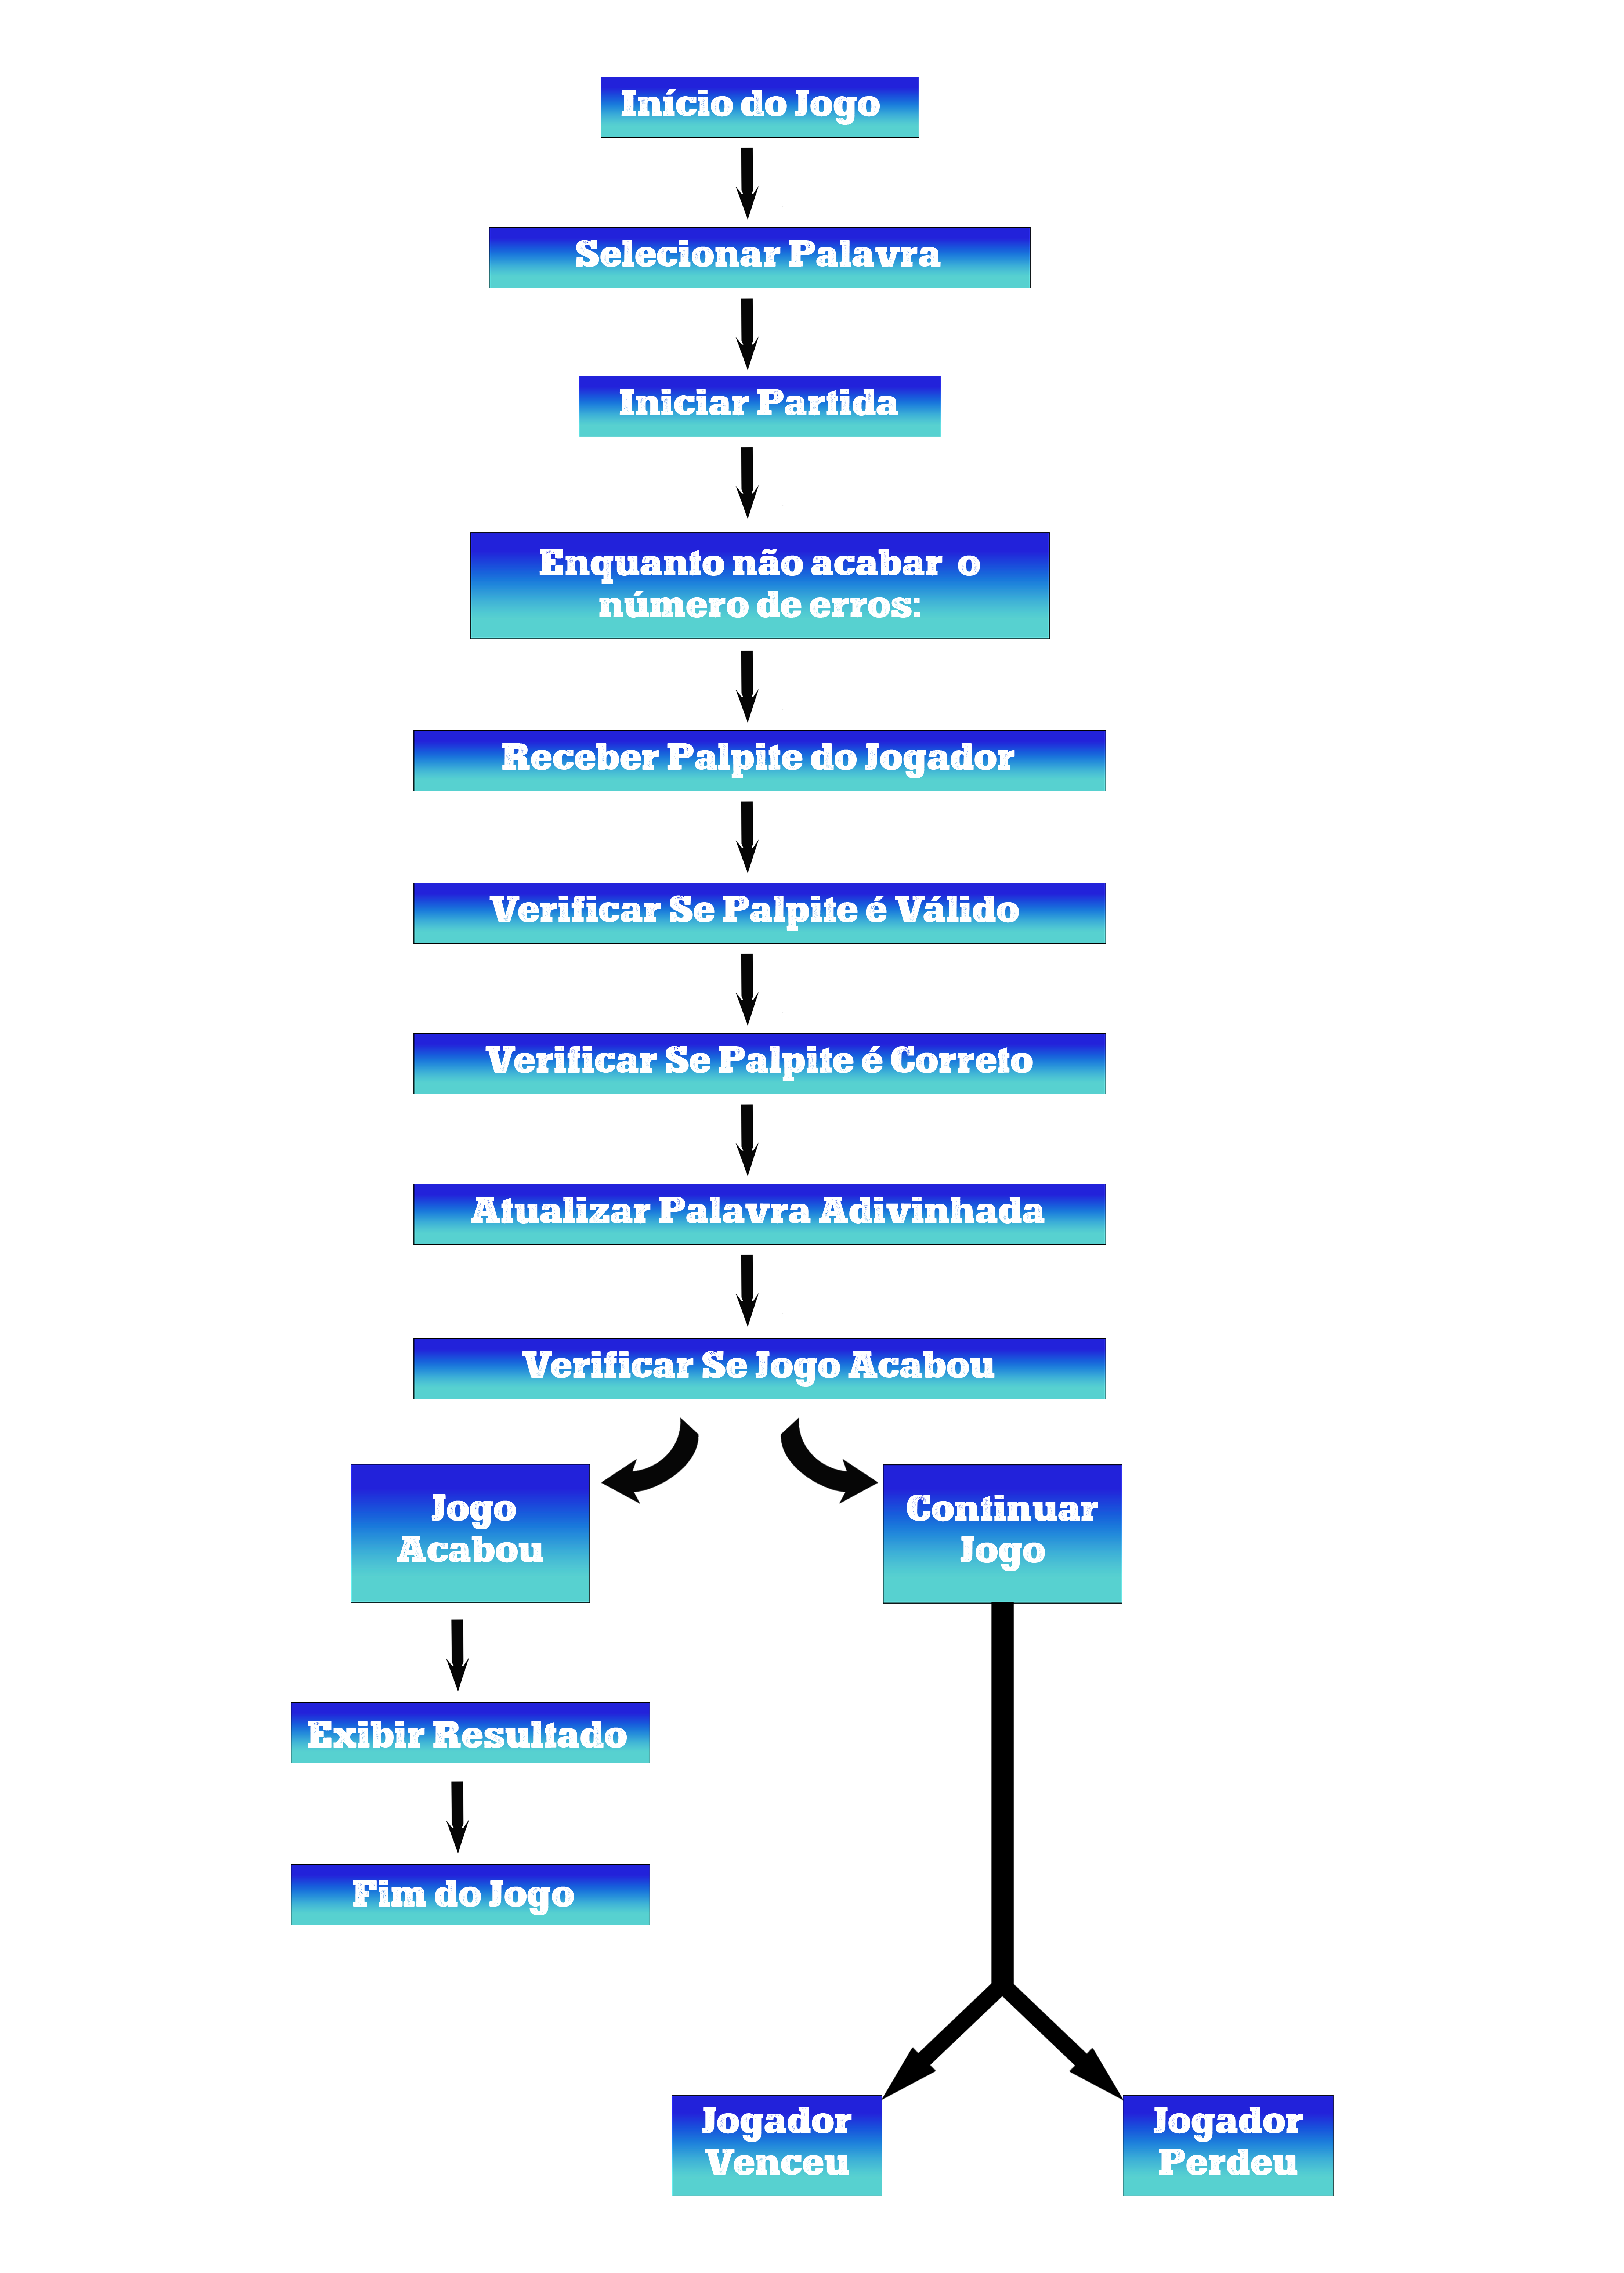 Início do Jogo
Selecionar Palavra
Iniciar Partida
Enquanto não acabar o
número de erros:
Receber Palpite do Jogador
Verificar Se Palpite é Válido
Verificar Se Palpite é Correto
Atualizar Palavra Adivinhada
Verificar Se Jogo Acabou
Jogo
Acabou
Continuar
Jogo
Exibir Resultado
Fim do Jogo
Jogador
Venceu
Jogador
Perdeu